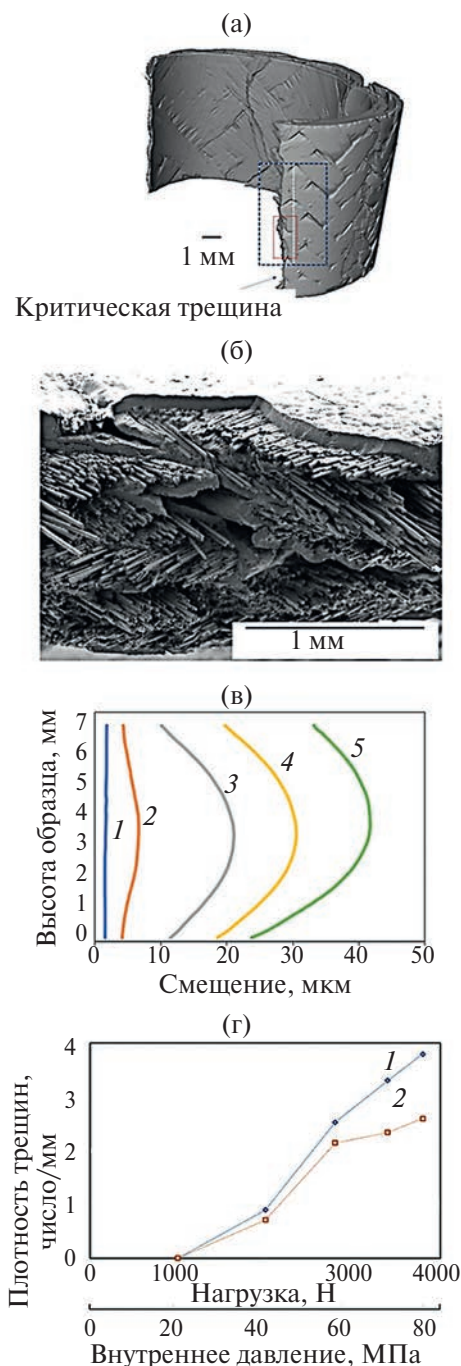 (а)
1 мм
Критическая трещина
(б)
1 мм
(в)
Высота образца, мм
7
6
5
4
3
2
1
0
1
2
3
4
5
0 10 20 30 40 50
Смещение, мкм
(г)
Плотность трещин,
число/мм
4
3
2
1
0
1
2
0 1000 3000 4000
Нагрузка, Н
0 20 40 60 80
Внутреннее давление, МПа